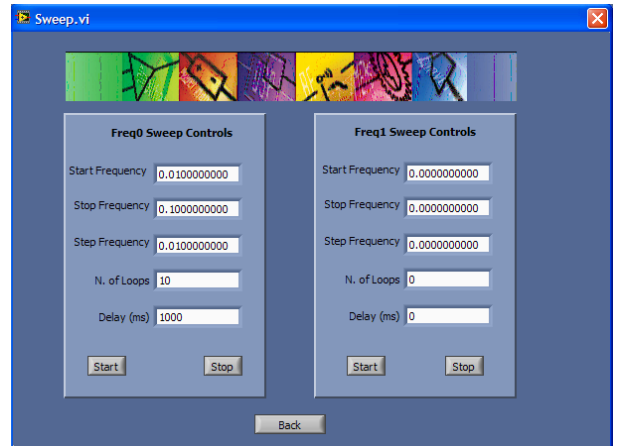 Sweep.vi
Freq0 Sweep Controls
Start Frequency 0.0100000000
Stop Frequency 0.1000000000
Step Frequency 0.0100000000
N. of Loops 10
Delay (ms) 1000
Start Stop
Freq1 Sweep Controls
Start Frequency 0.0000000000
Stop Frequency 0.0000000000
Step Frequency 0.0000000000
N. of Loops 0
Delay (ms) 0
Start Stop
Back